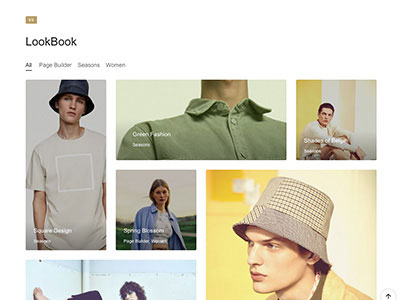 LookBook
All Page Builder Seasons Women
Green Fashion
Seasons
Shades of Beige
Seasons
Square Design
Seasons
Spring Blossom
Page Builder, Women